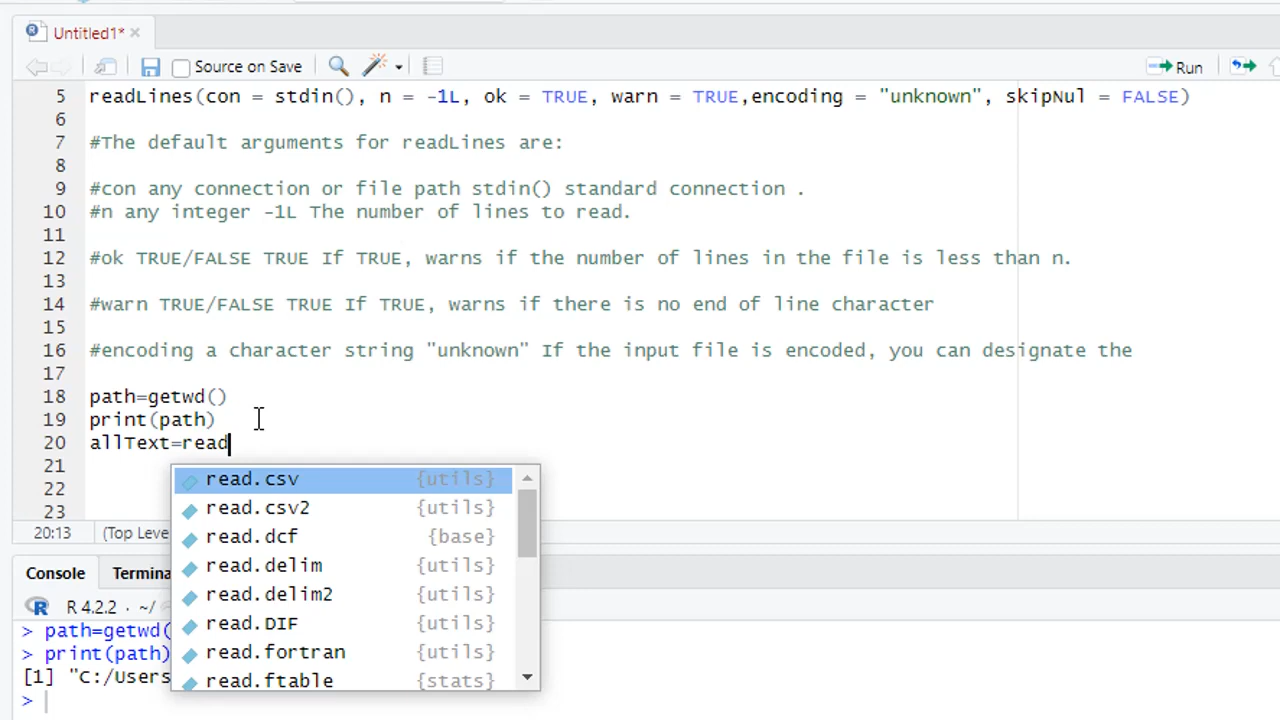 Untitled1*
Source on Save
Run
5 readLines(con = stdin(), n = -1L, ok = TRUE, warn = TRUE,encoding = "unknown", skipNul = FALSE)
6
7 #The default arguments for readLines are:
8
9 #con any connection or file path stdin() standard connection .
10 #n any integer -1L The number of lines to read.
11
12 #ok TRUE/FALSE TRUE If TRUE, warns if the number of lines in the file is less than n.
13
14 #warn TRUE/FALSE TRUE If TRUE, warns if there is no end of line character
15
16 #encoding a character string "unknown" If the input file is encoded, you can designate the
17
18 path=getwd()
19 print(path)
20 allText=read
21
22
23
read.csv {utils}
read.csv2 {utils}
read.dcf {base}
read.delim {utils}
read.delim2 {utils}
read.DIF {utils}
read.fortran {utils}
read.ftable {stats}
20:13 (Top Leve
Console Termina
R 4.2.2 · ~/
> path=getwd(
> print(path)
[1] "C:/Users
>